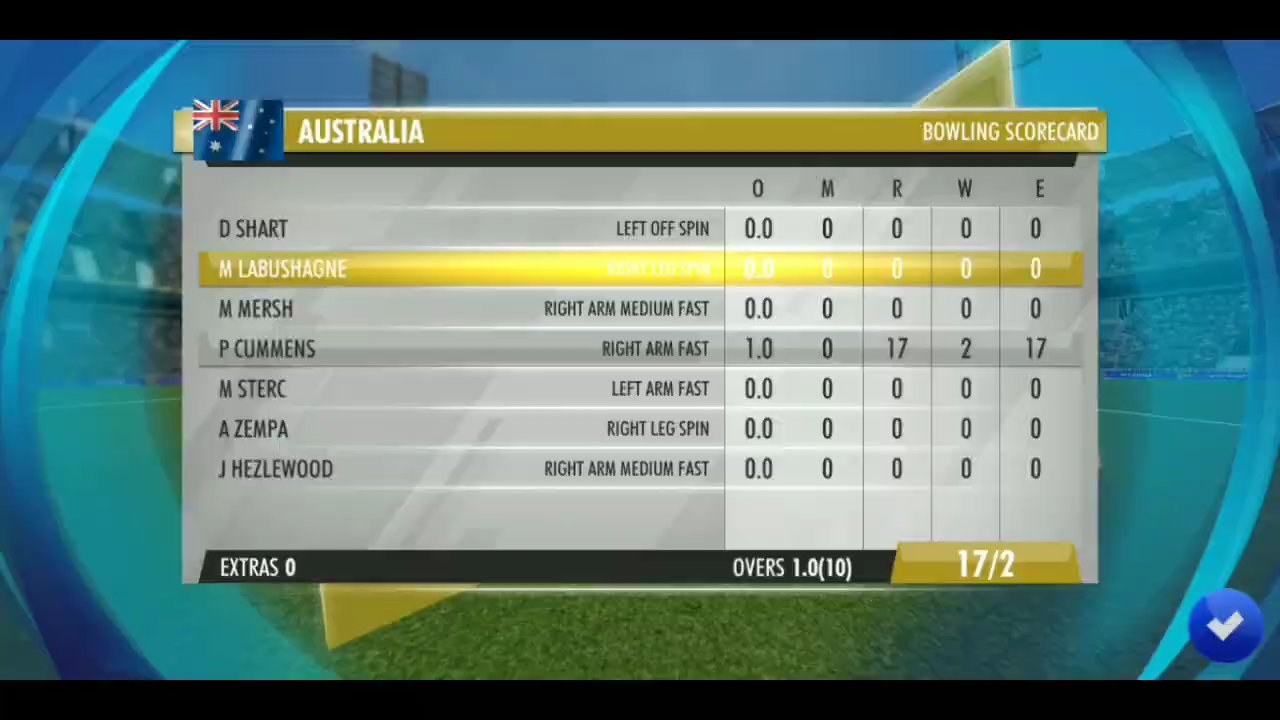 AUSTRALIA BOWLING SCORECARD
O M R W E
D SHART LEFT OFF SPIN 0.0 0 0 0 0
M LABUSHAGNE RIGHT LEG SPIN 0.0 0 0 0 0
M MERSH RIGHT ARM MEDIUM FAST 0.0 0 0 0 0
P CUMMENS RIGHT ARM FAST 1.0 0 17 2 17
M STERC LEFT ARM FAST 0.0 0 0 0 0
A ZEMPA RIGHT LEG SPIN 0.0 0 0 0 0
J HEZLEWOOD RIGHT ARM MEDIUM FAST 0.0 0 0 0 0
EXTRAS 0 OVERS 1.0(10) 17/2